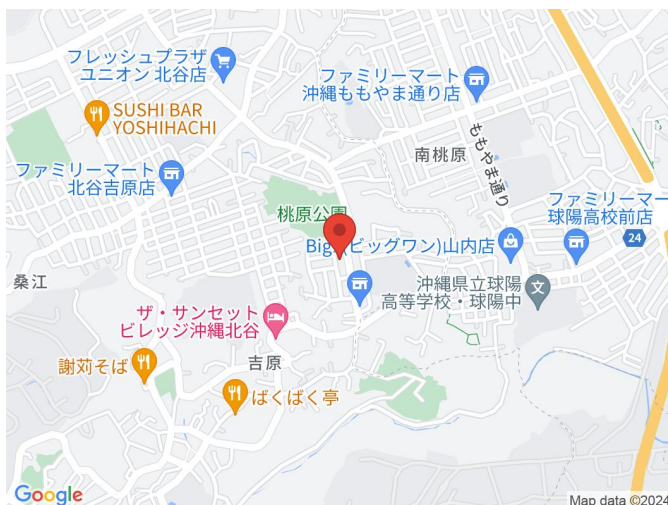 フレッシュプラザ
ユニオン 北谷店
SUSHI BAR
YOSHIHACHI
ファミリーマート
沖縄ももやま通り店
ももやま通り
南桃原
ファミリーマート
北谷吉原店
桃原公園
ファミリーマー
球陽高校前店
24
(ビッグワン)山内店
桑江
沖縄県立球陽
高等学校・球陽中
ザ・サンセット
ビレッジ沖縄北谷
謝苅そば
吉原
ばくばく亭
Google
Map data ©2024